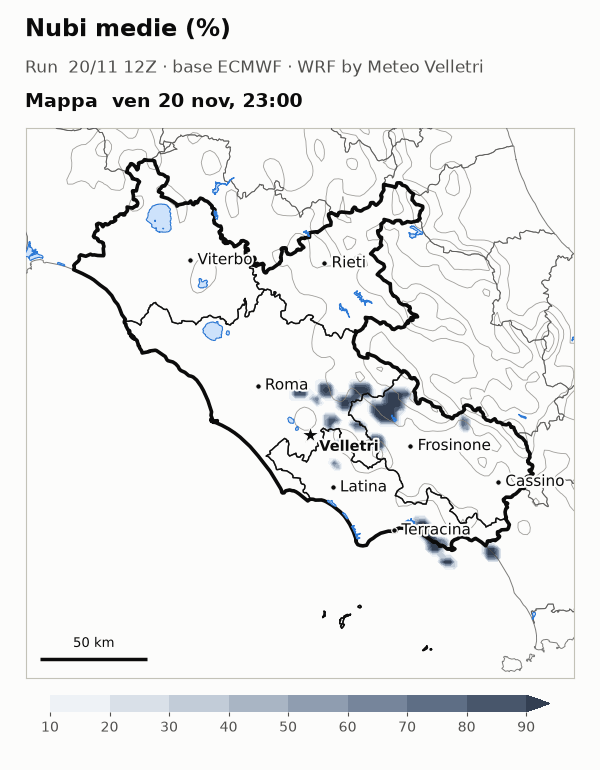 Nubi medie (%)
Run  20/11 12Z · base ECMWF · WRF by Meteo Velletri
Mappa  ven 20 nov, 23:00
Viterbo
Rieti
Roma
Velletri
Frosinone
Cassino
Latina
Terracina
50 km
10 20 30 40 50 60 70 80 90